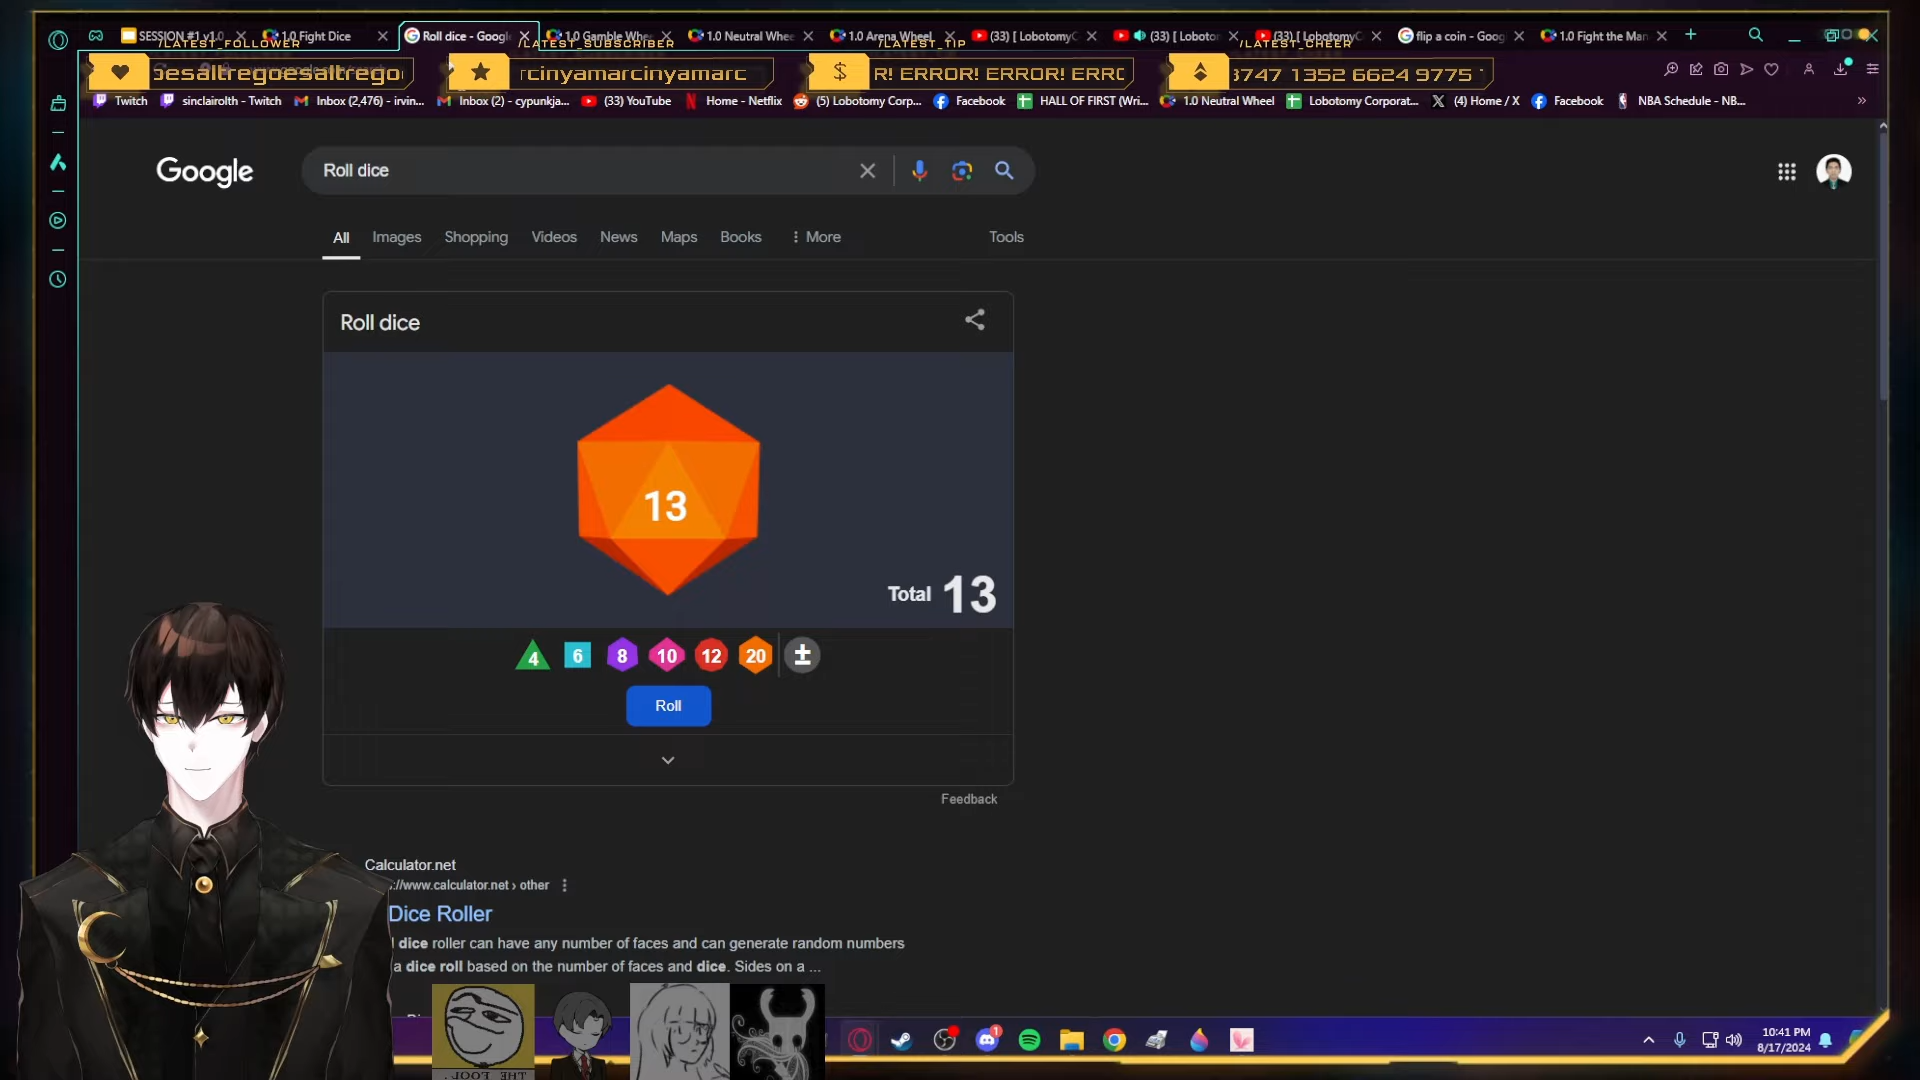 SESSION #1 v1.0
1.0 Fight Dice
Roll dice - Google
1.0 Gamble Whe
1.0 Neutral Whee
1.0 Arena Wheel
(33) [ LobotomyC
(33) [ Loboton
(33) [ LobotomyC
flip a coin - Goog
1.0 Fight the Man
/LATEST_FOLLOWER
/LATEST_SUBSCRIBER
/LATEST_TIP
/LATEST_CHEER
oesaltregoesaltrego
rcinyamarcinyamarc
$
R! ERROR! ERROR! ERRC
3747 1352 6624 9775
Twitch
sinclairolth - Twitch
Inbox (2,476) - irvin...
Inbox (2) - cypunkja...
(33) YouTube
Home - Netflix
(5) Lobotomy Corp...
Facebook
HALL OF FIRST (Wri...
1.0 Neutral Wheel
Lobotomy Corporat...
(4) Home / X
Facebook
NBA Schedule - NB...
Google
Roll dice
All
Images
Shopping
Videos
News
Maps
Books
More
Tools
Roll dice
13
Total 13
4 6 8 10 12 20 ±
Roll
Feedback
Calculator.net
://www.calculator.net › other
Dice Roller
dice roller can have any number of faces and can generate random numbers
a dice roll based on the number of faces and dice. Sides on a ...
1
10:41 PM
8/17/2024